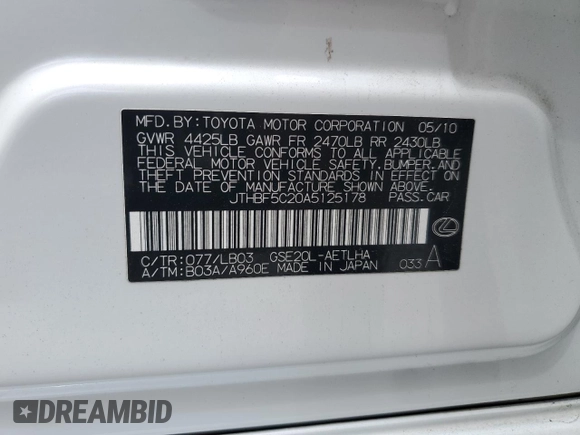 MFD.BY:TOYOTA MOTOR CORPORATION 05/10
GVWR 4425LB GAWR FR 2470LB RR 2430LB
THIS VEHICLE CONFORMS TO ALL APPLICABLE
FEDERAL MOTOR VEHICLE SAFETY,BUMPER,AND
THEFT PREVENTION STANDARDS IN EFFECT ON
THE DATE OF MANUFACTURE SHOWN ABOVE.
JTHBF5C20A5125178 PASS.CAR
C/TR:077/LB03 GSE20L-AETLHA
A/TM:B03A/A960E MADE IN JAPAN 033 A
DREAMBID